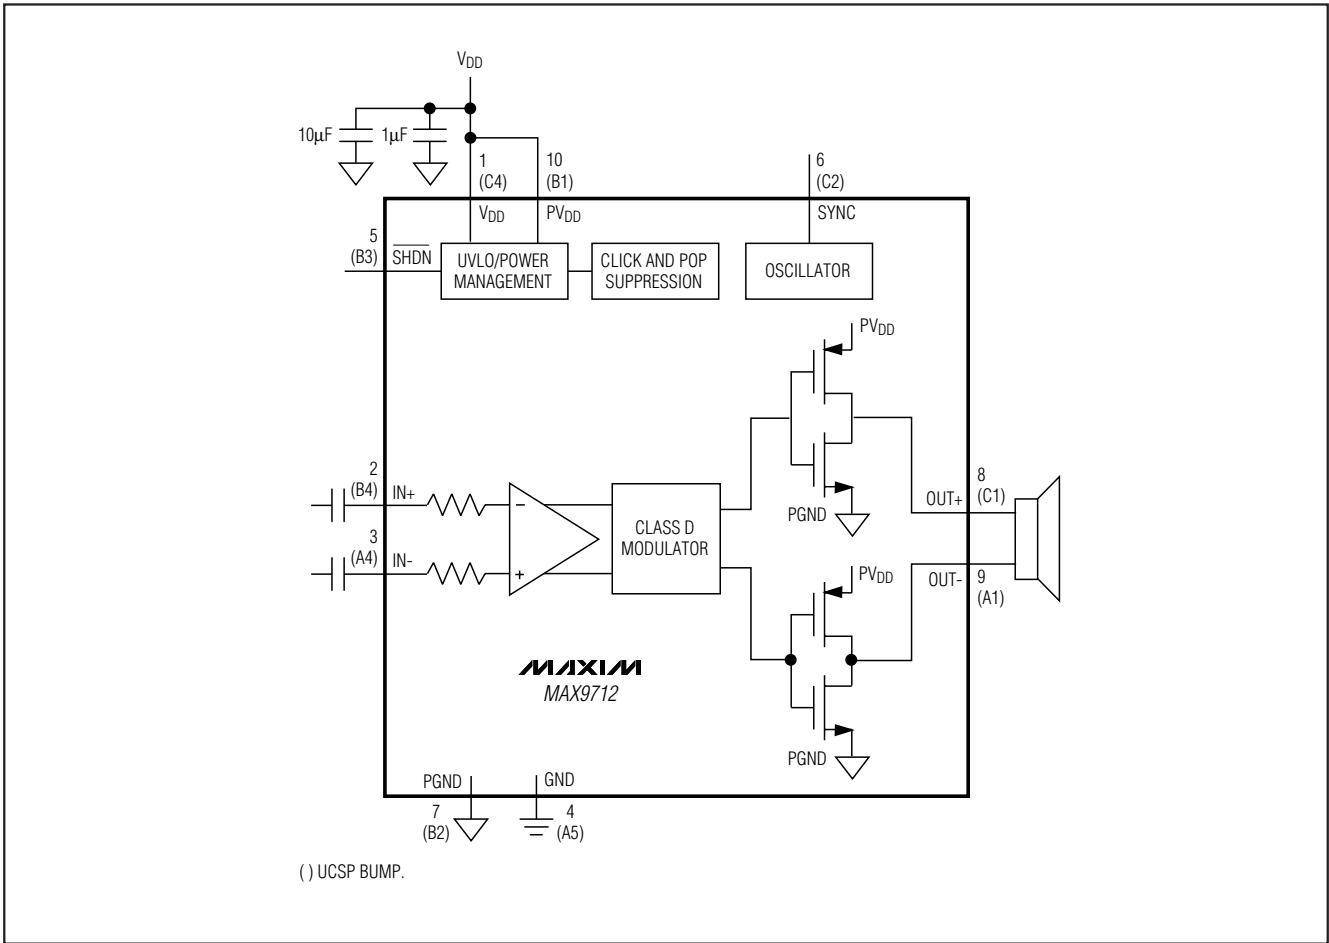 VDD
10µF
1µF
1
(C4)
10
(B1)
6
(C2)
VDD
PVDD
SYNC
5
(B3)
SHDN
UVLO/POWER
MANAGEMENT
CLICK AND POP
SUPPRESSION
OSCILLATOR
PVDD
2
(B4)
IN+
3
(A4)
IN-
−
+
CLASS D
MODULATOR
PGND
OUT+
8
(C1)
PVDD
OUT-
9
(A1)
MAXIM
MAX9712
PGND
PGND
GND
7
(B2)
4
(A5)
( ) UCSP BUMP.